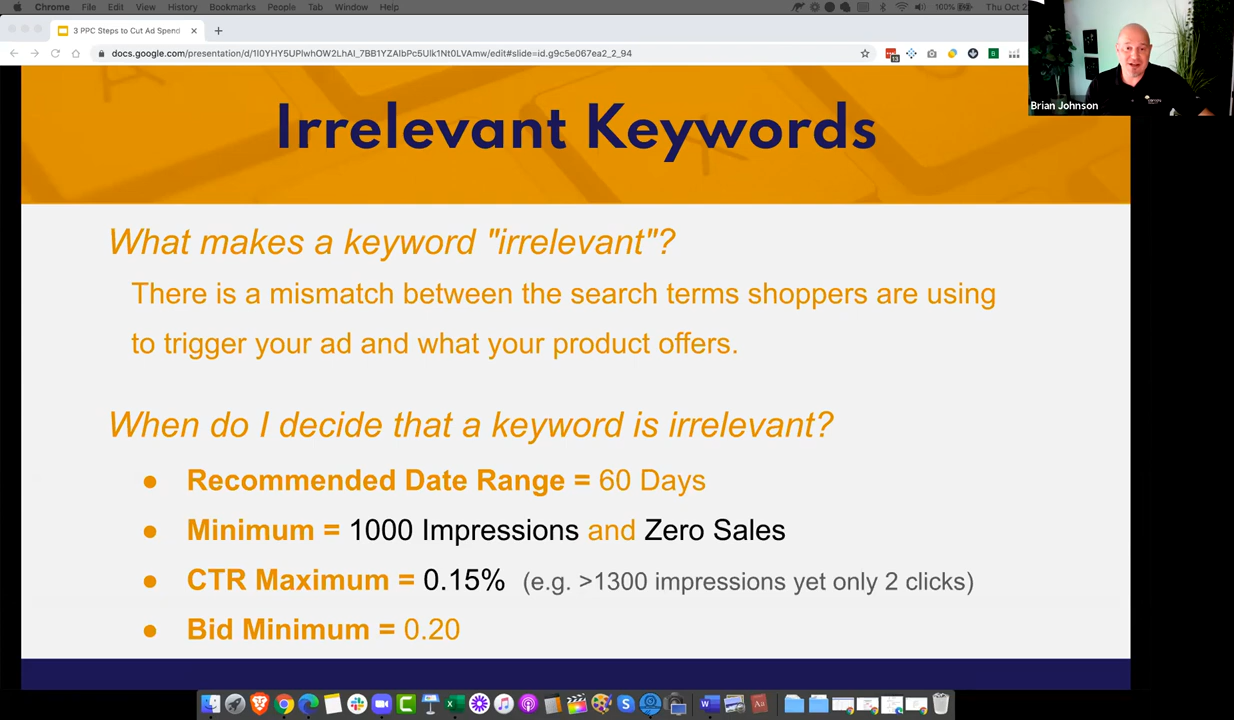 Chrome File Edit View History Bookmarks People Tab Window Help 100% Thu Oct 2
3 PPC Steps to Cut Ad Spend
Brian Johnson
Irrelevant Keywords
What makes a keyword "irrelevant"?
There is a mismatch between the search terms shoppers are using
to trigger your ad and what your product offers.
When do I decide that a keyword is irrelevant?
● Recommended Date Range = 60 Days
● Minimum = 1000 Impressions and Zero Sales
● CTR Maximum = 0.15% (e.g. >1300 impressions yet only 2 clicks)
● Bid Minimum = 0.20